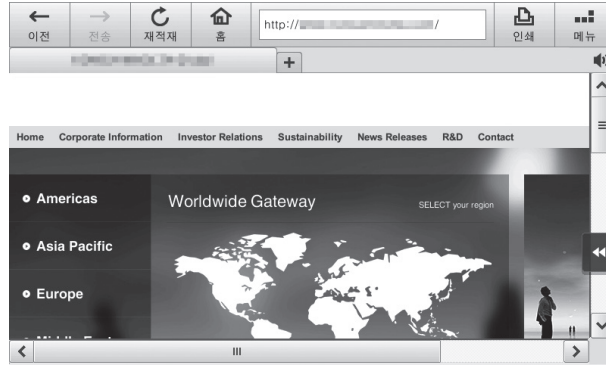 이전 전송 재적재 홈 http:// / 인쇄 메뉴
+
Home Corporate Information Investor Relations Sustainability News Releases R&D Contact
Americas
Worldwide Gateway SELECT your region
Asia Pacific
Europe